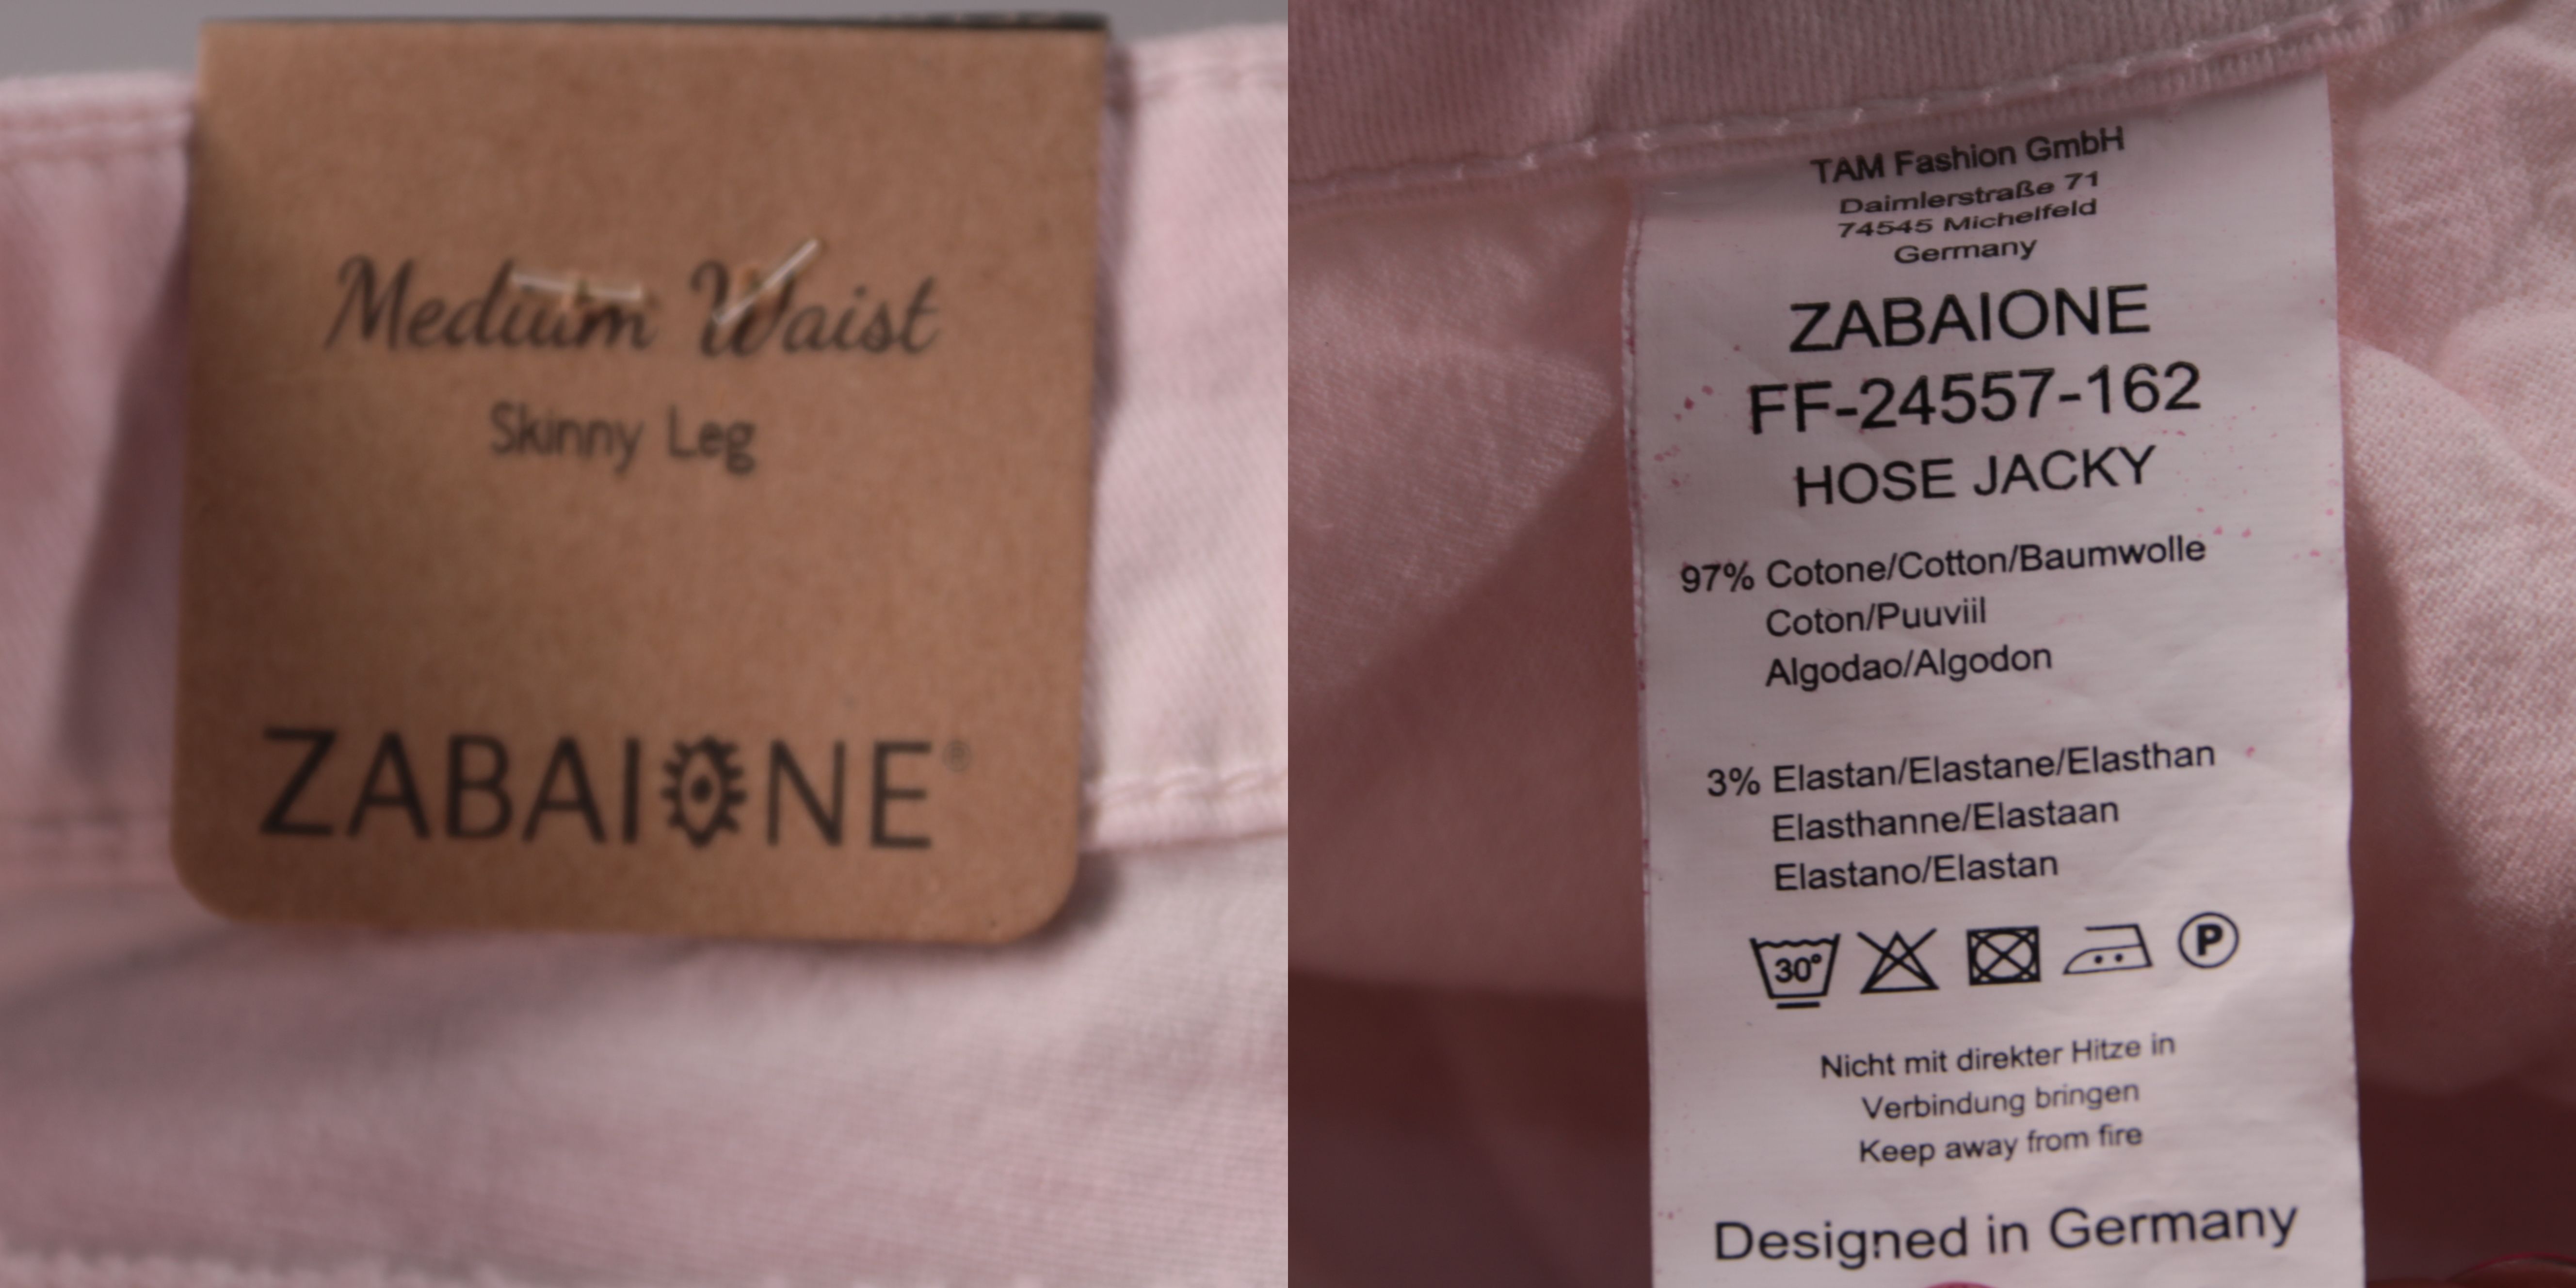 Medium Waist
Skinny Leg
ZABAIONE®
TAM Fashion GmbH
Daimlerstraße 71
74545 Michelfeld
Germany
ZABAIONE
FF-24557-162
HOSE JACKY
97% Cotone/Cotton/Baumwolle
Coton/Puuviil
Algodao/Algodon
3% Elastan/Elastane/Elasthan
Elasthanne/Elastaan
Elastano/Elastan
30° P
Nicht mit direkter Hitze in
Verbindung bringen
Keep away from fire
Designed in Germany